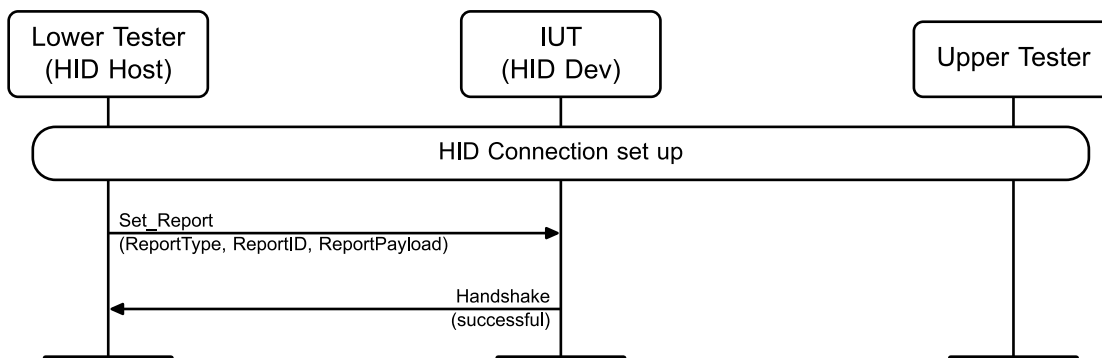 Lower Tester
(HID Host)
IUT
(HID Dev)
Upper Tester
HID Connection set up
Set_Report
(ReportType, ReportID, ReportPayload)
Handshake
(successful)